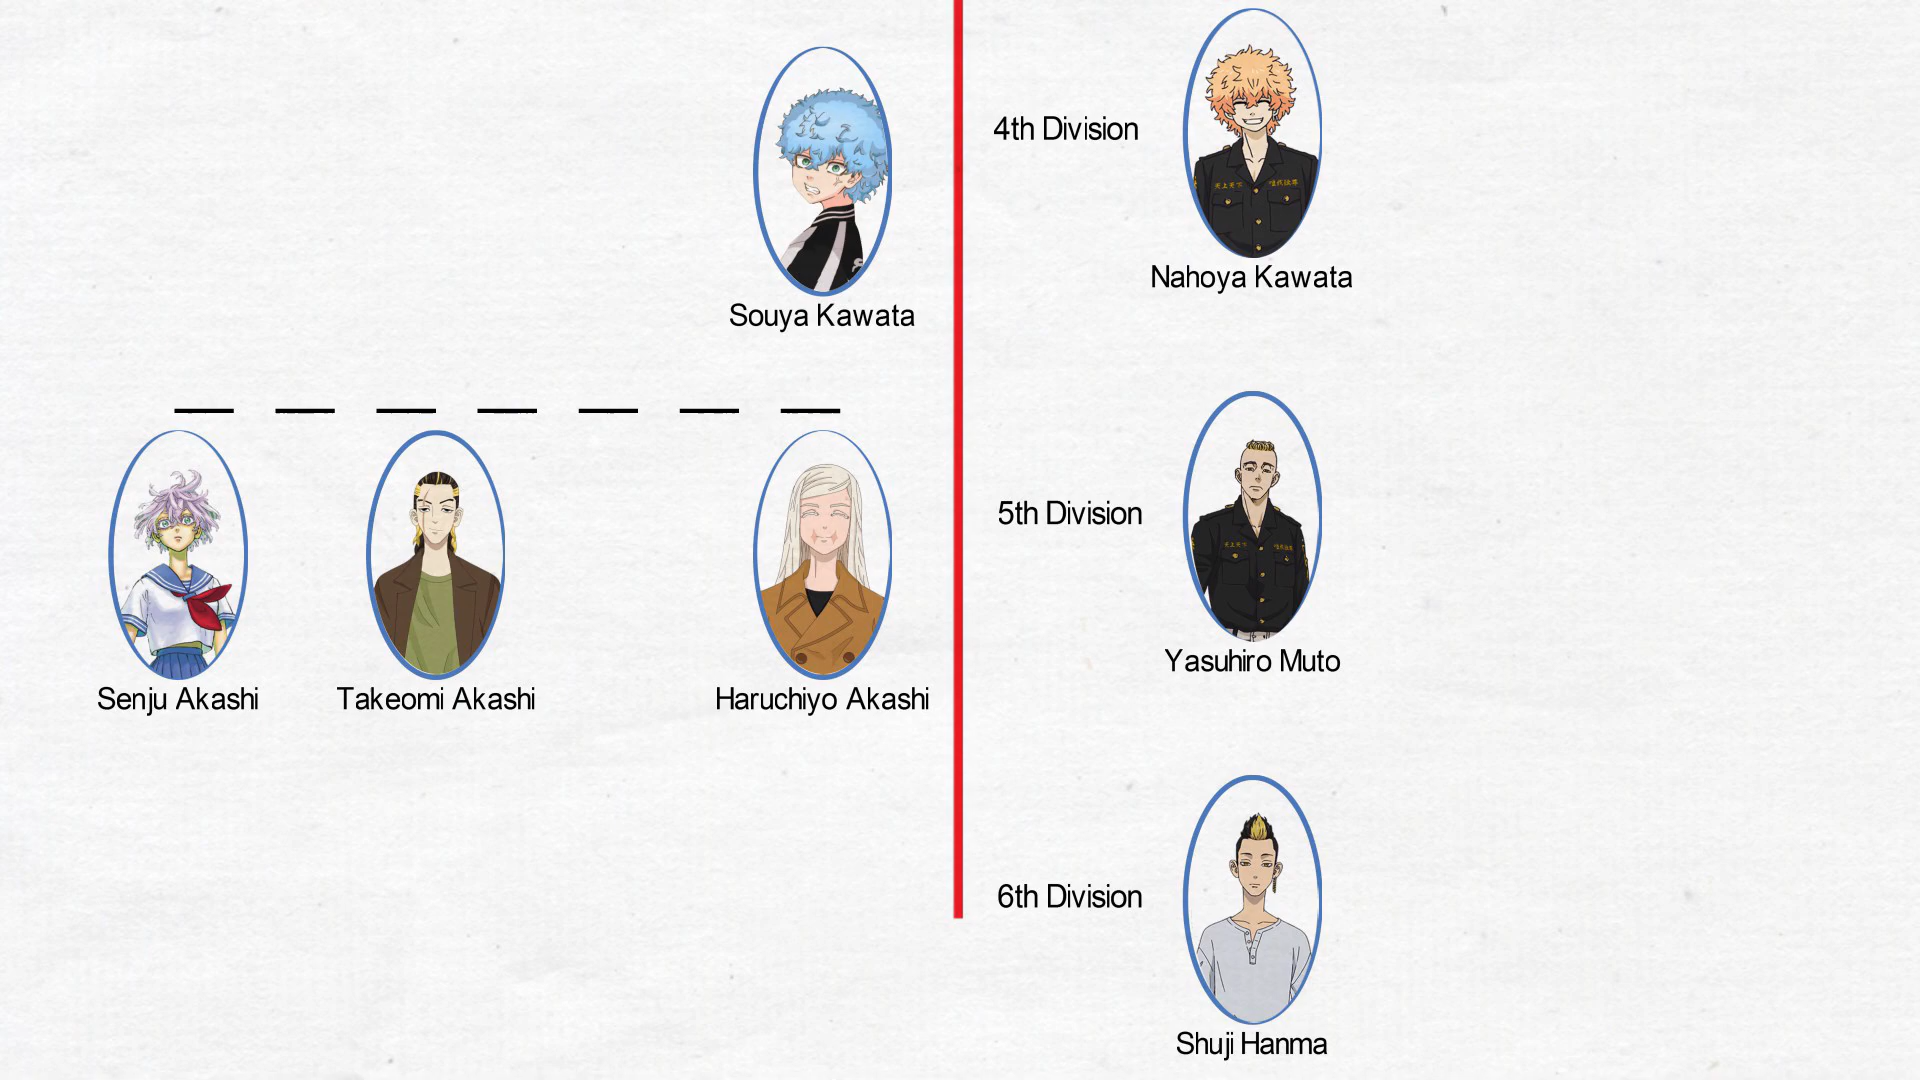 4th Division
Nahoya Kawata
Souya Kawata
5th Division
Yasuhiro Muto
Senju Akashi
Takeomi Akashi
Haruchiyo Akashi
6th Division
Shuji Hanma